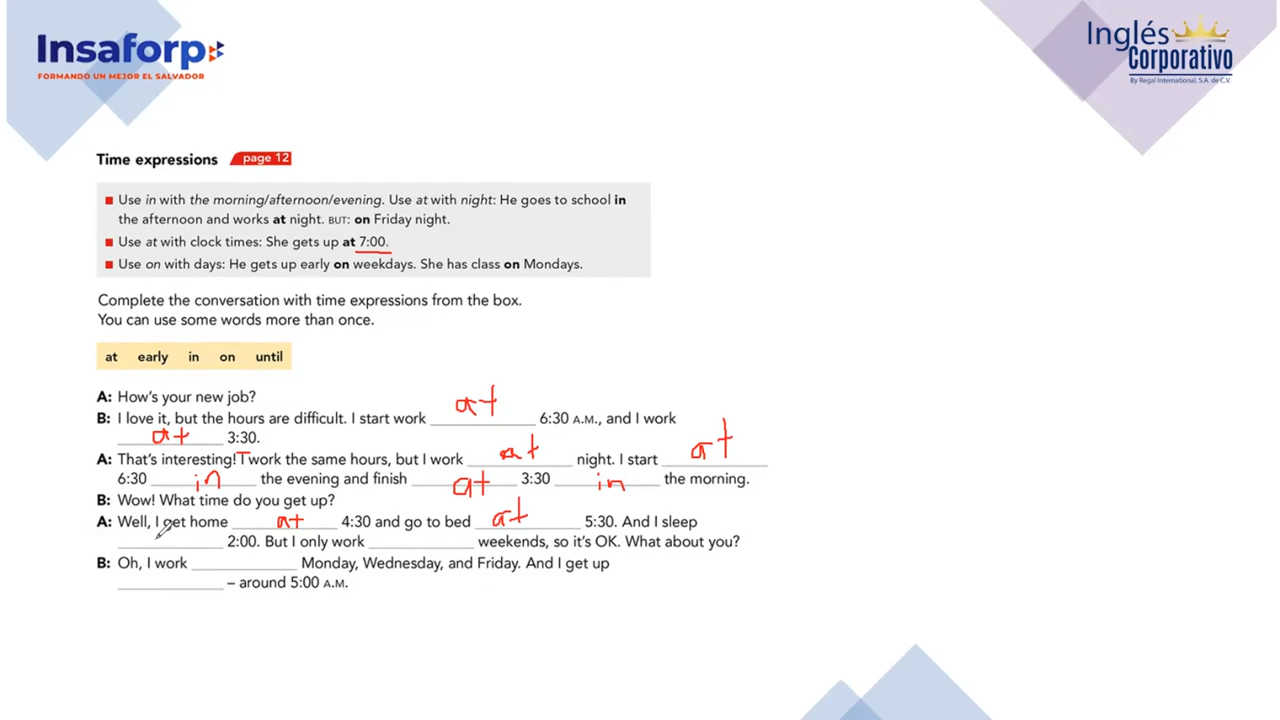 Insaforp
FORMANDO UN MEJOR EL SALVADOR
Inglés
Corporativo
By Regal International, S.A. de C.V.
Time expressions page 12
■ Use in with the morning/afternoon/evening. Use at with night: He goes to school in
the afternoon and works at night. BUT: on Friday night.
■ Use at with clock times: She gets up at 7:00.
■ Use on with days: He gets up early on weekdays. She has class on Mondays.
Complete the conversation with time expressions from the box.
You can use some words more than once.
at early in on until
A: How's your new job?
B: I love it, but the hours are difficult. I start work at 6:30 A.M., and I work
at 3:30.
A: That's interesting! I work the same hours, but I work at night. I start at
6:30 in the evening and finish at 3:30 in the morning.
B: Wow! What time do you get up?
A: Well, I get home at 4:30 and go to bed at 5:30. And I sleep
__________ 2:00. But I only work __________ weekends, so it's OK. What about you?
B: Oh, I work __________ Monday, Wednesday, and Friday. And I get up
__________ – around 5:00 A.M.